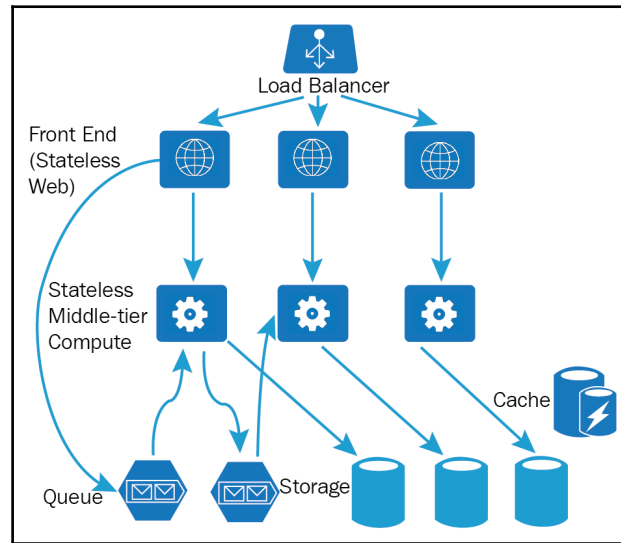 Load Balancer
Front End
(Stateless
Web)
Stateless
Middle-tier
Compute
Cache
Queue
Storage